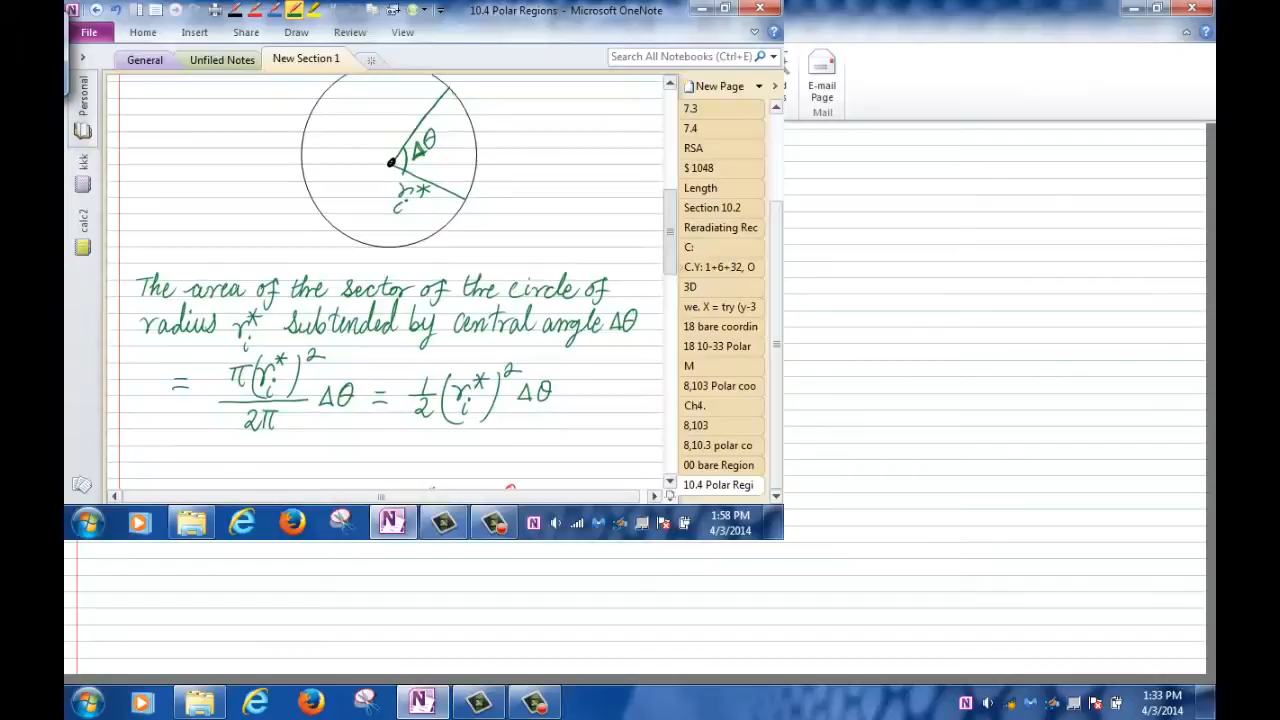 10.4 Polar Regions - Microsoft OneNote
File Home Insert Share Draw Review View
General Unfiled Notes New Section 1
Search All Notebooks (Ctrl+E)
New Page
E-mail
Page
Mail
Personal
kkk
calc2
7.3
7.4
RSA
$ 1048
Length
Section 10.2
Reradiating Rec
C:
C.Y: 1+6+32, O
3D
we. X = try (y-3
18 bare coordin
18 10-33 Polar
M
8,103 Polar coo
Ch4.
8,103
8,10.3 polar co
00 bare Region
10.4 Polar Regi
Δθ
r_i^*
The area of the sector of the circle of
radius r_i^* subtended by central angle Δθ
= π(r_i^*)^2 / 2π Δθ = 1/2 (r_i^*)^2 Δθ
1:58 PM
4/3/2014
1:33 PM
4/3/2014